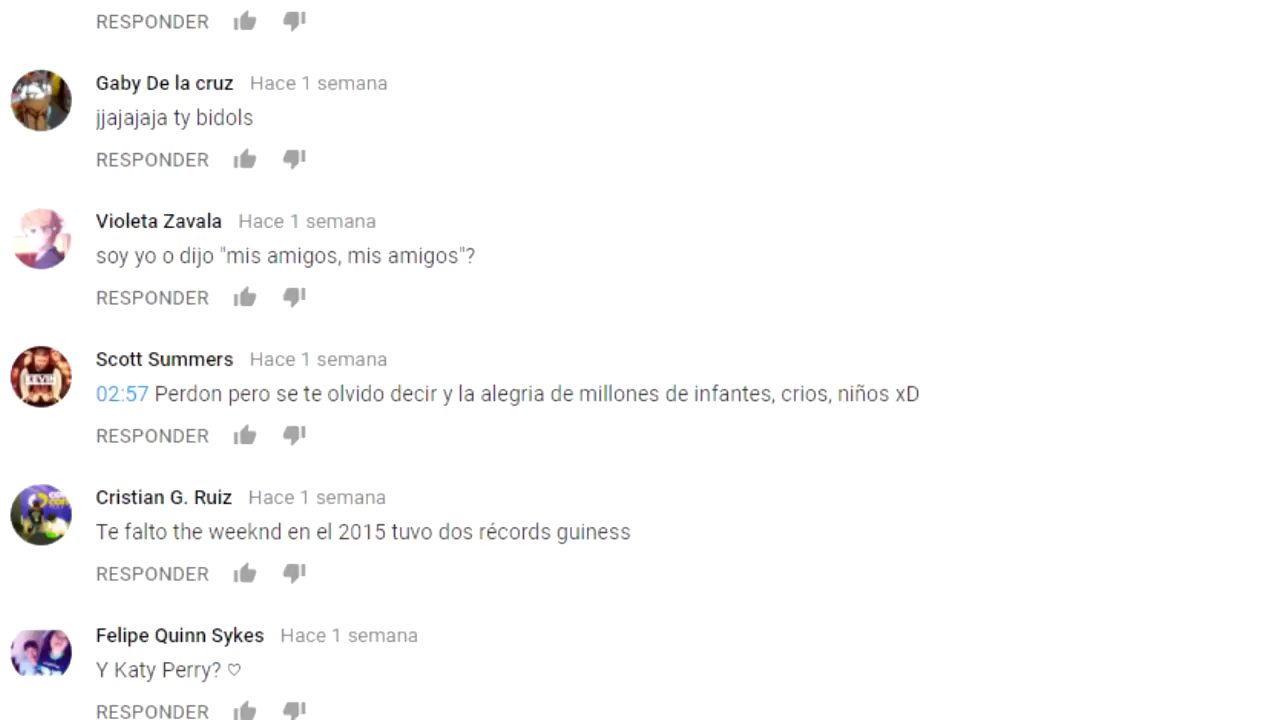 RESPONDER
Gaby De la cruz Hace 1 semana
jjajajaja ty bidols
RESPONDER
Violeta Zavala Hace 1 semana
soy yo o dijo "mis amigos, mis amigos"?
RESPONDER
Scott Summers Hace 1 semana
02:57 Perdon pero se te olvido decir y la alegria de millones de infantes, crios, niños xD
RESPONDER
Cristian G. Ruiz Hace 1 semana
Te falto the weeknd en el 2015 tuvo dos récords guiness
RESPONDER
Felipe Quinn Sykes Hace 1 semana
Y Katy Perry? ♡
RESPONDER